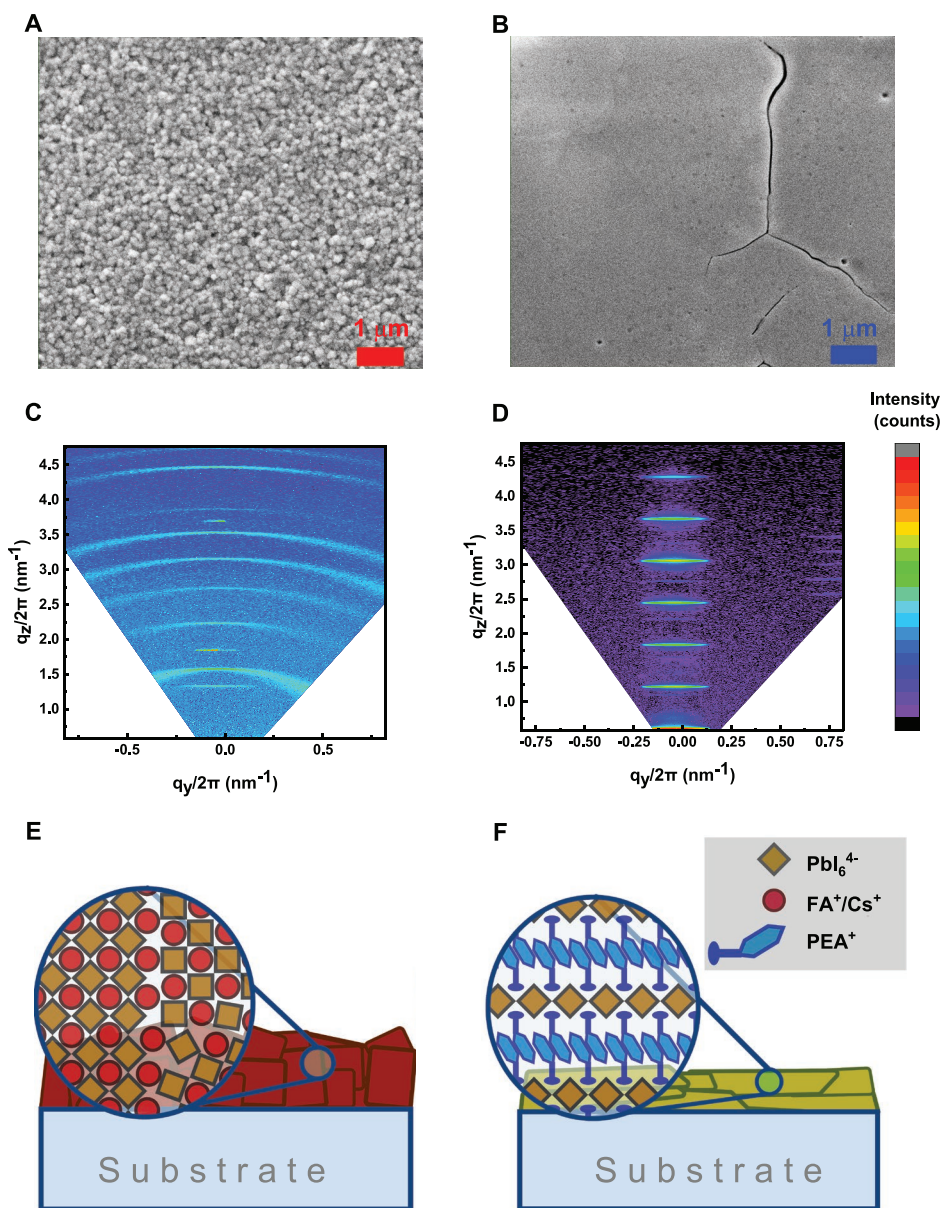 A
B
1 μm
1 μm
C
D
Intensity
(counts)
4.5
4.0
3.5
3.0
2.5
2.0
1.5
1.0
qz/2π (nm-1)
-0.5
0.0
0.5
qy/2π (nm-1)
4.5
4.0
3.5
3.0
2.5
2.0
1.5
1.0
qz/2π (nm-1)
-0.75
-0.50
-0.25
0.00
0.25
0.50
0.75
qy/2π (nm-1)
E
F
PbI₆⁴⁻
FA⁺/Cs⁺
PEA⁺
Substrate
Substrate